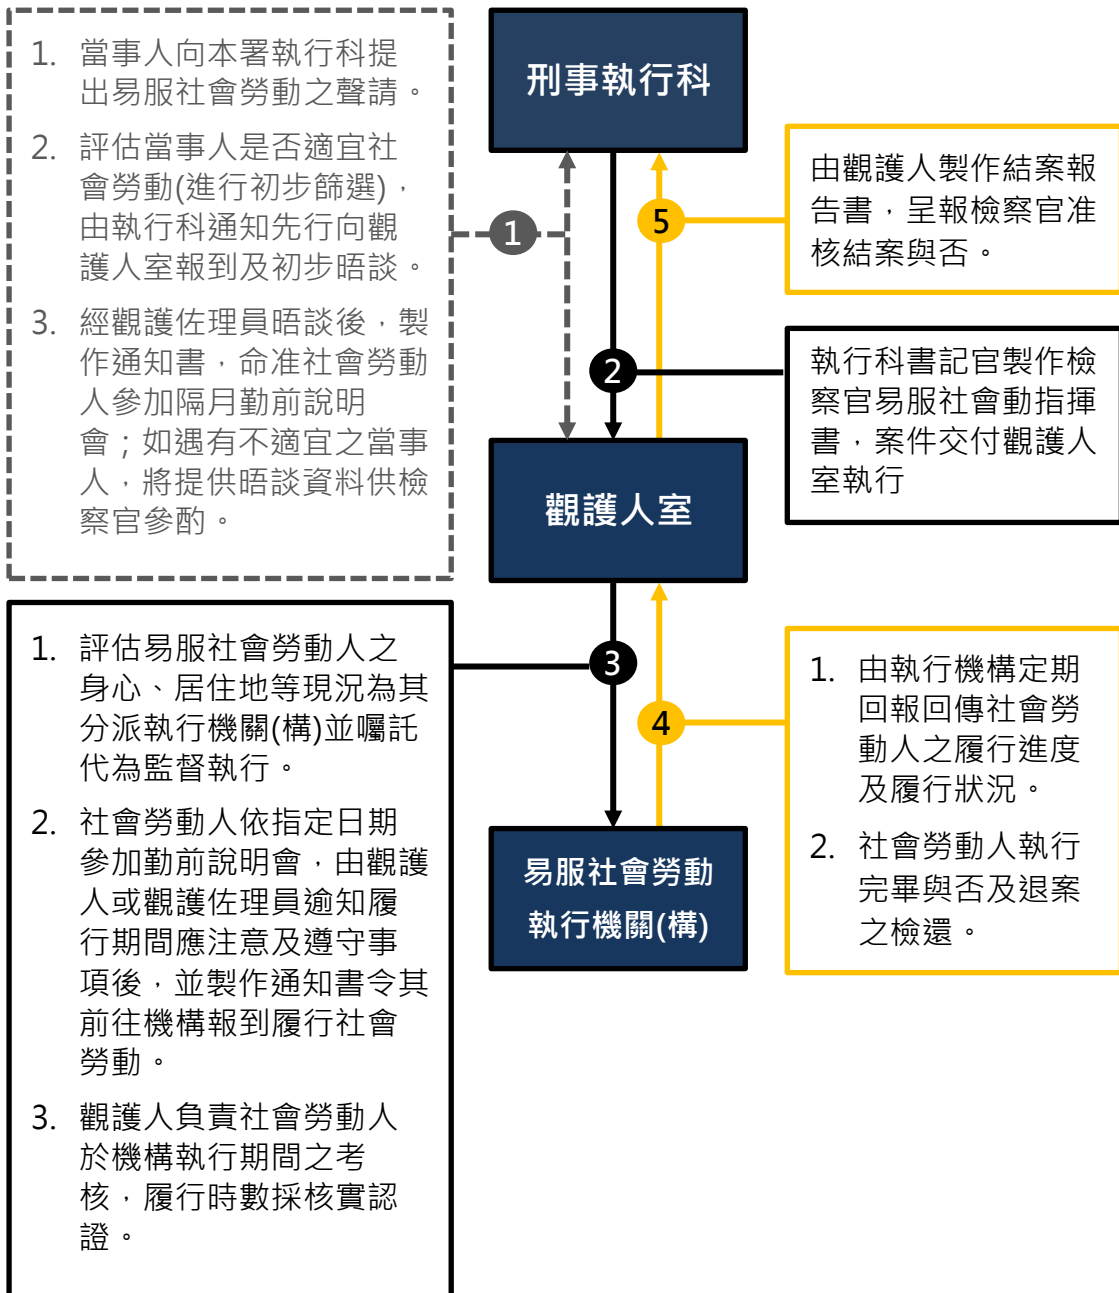 1. 當事人向本署執行科提
出易服社會勞動之聲請。
2. 評估當事人是否適宜社
會勞動(進行初步篩選)，
由執行科通知先行向觀
護人室報到及初步晤談。
3. 經觀護佐理員晤談後，製
作通知書，命准社會勞動
人參加隔月勤前說明
會；如遇有不適宜之當事
人，將提供晤談資料供檢
察官參酌。
1
刑事執行科
5
由觀護人製作結案報
告書，呈報檢察官准
核結案與否。
2
執行科書記官製作檢
察官易服社會動指揮
書，案件交付觀護人
室執行
觀護人室
1. 評估易服社會勞動人之
身心、居住地等現況為其
分派執行機關(構)並囑託
代為監督執行。
2. 社會勞動人依指定日期
參加勤前說明會，由觀護
人或觀護佐理員逾知履
行期間應注意及遵守事
項後，並製作通知書令其
前往機構報到履行社會
勞動。
3. 觀護人負責社會勞動人
於機構執行期間之考
核，履行時數採核實認
證。
3
4
1. 由執行機構定期
回報回傳社會勞
動人之履行進度
及履行狀況。
2. 社會勞動人執行
完畢與否及退案
之檢還。
易服社會勞動
執行機關(構)